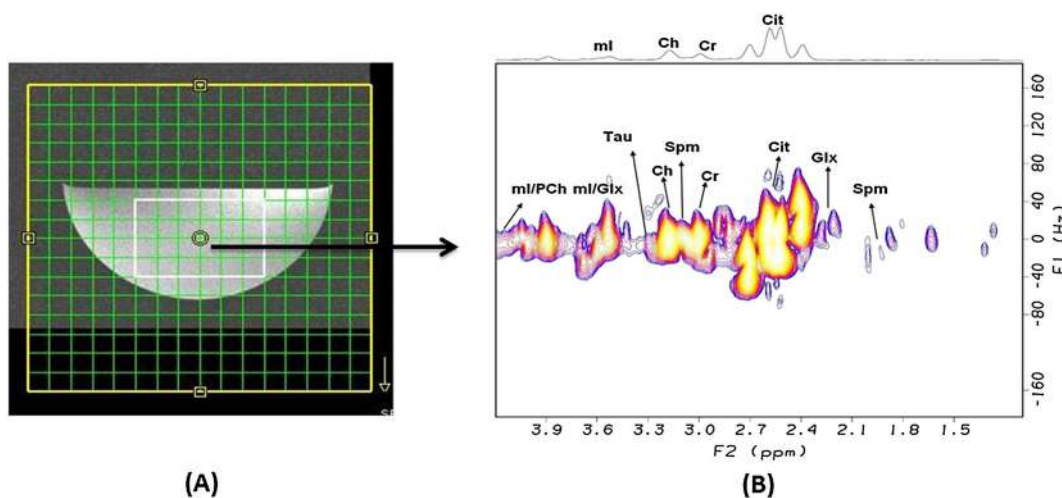 Cit
mI Ch Cr
Tau Spm Cit Glx
mI/PCh mI/Glx Ch Cr Spm
160
120
80
40
0
-40
-80
-160
F1 (Hz)
3.9 3.6 3.3 3.0 2.7 2.4 2.1 1.8 1.5
F2 (ppm)
(A) (B)